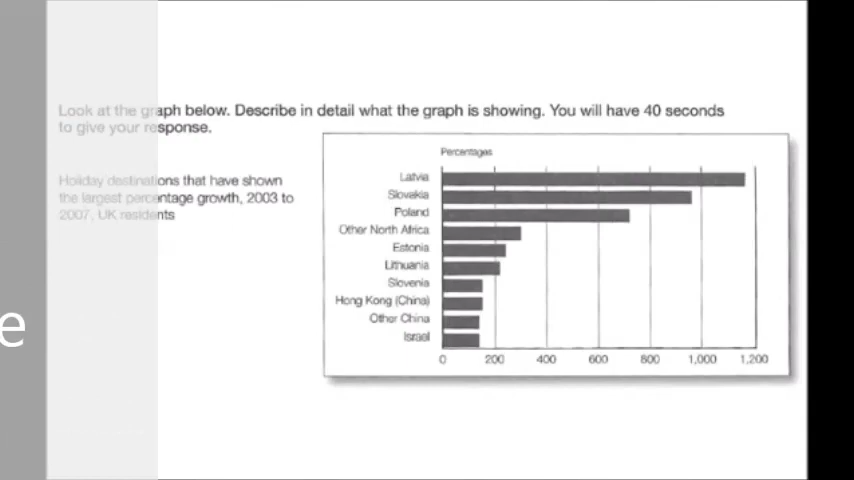 Look at the graph below. Describe in detail what the graph is showing. You will have 40 seconds
to give your response.
Holiday destinations that have shown
the largest percentage growth, 2003 to
2007, UK residents
Percentages
Latvia
Slovakia
Poland
Other North Africa
Estonia
Lithuania
Slovenia
Hong Kong (China)
Other China
Israel
0 200 400 600 800 1,000 1,200
e